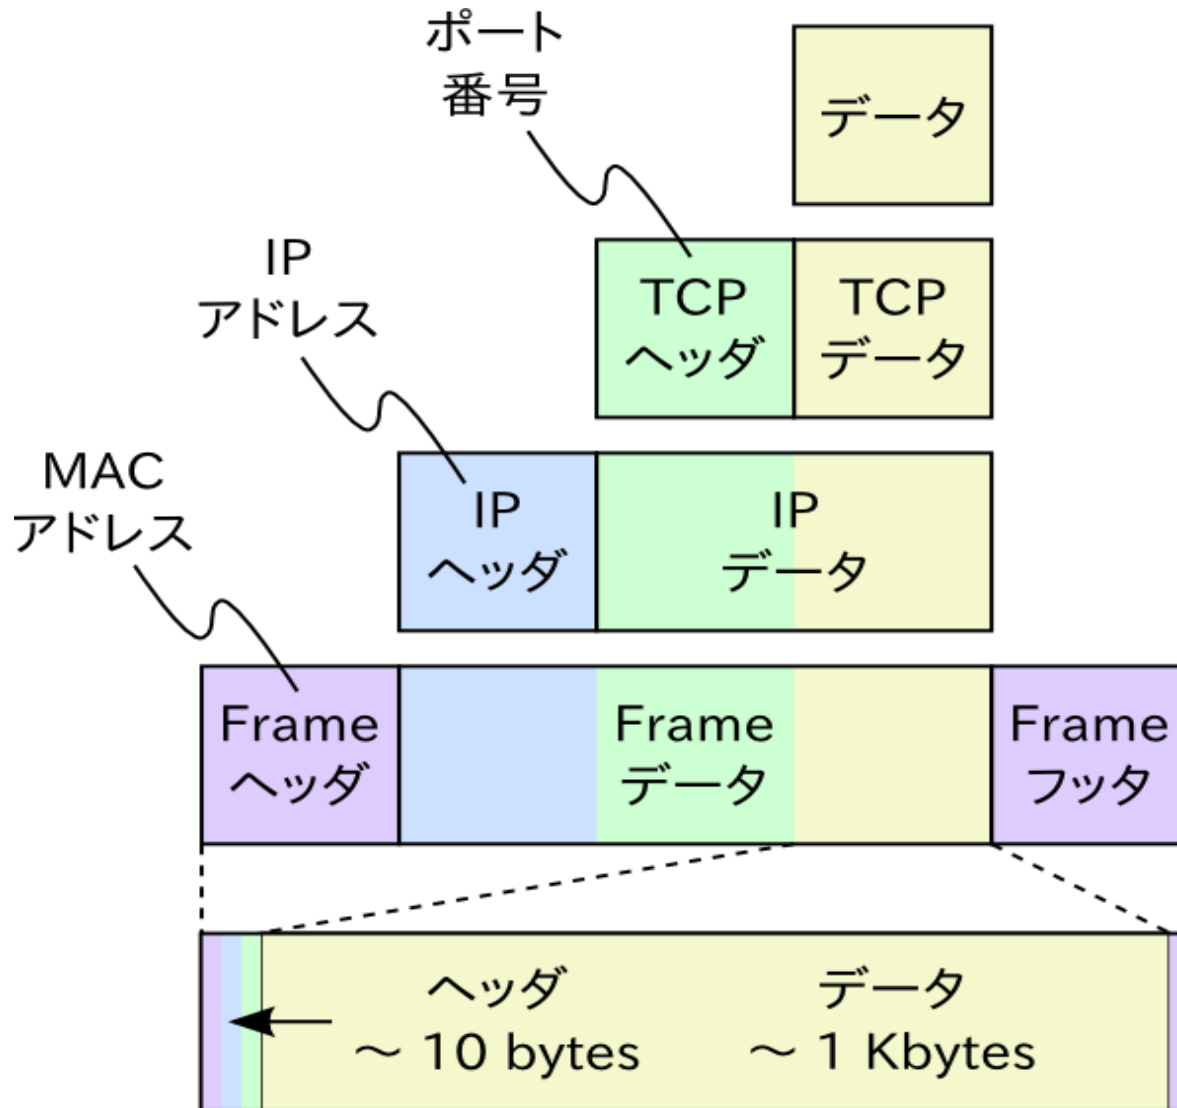 ポート
番号
データ
IP
アドレス
TCP
ヘッダ
TCP
データ
MAC
アドレス
IP
ヘッダ
IP
データ
Frame
ヘッダ
Frame
データ
Frame
フッタ
ヘッダ
～ 10 bytes
データ
～ 1 Kbytes